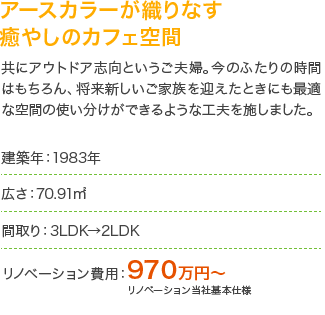 アースカラーが織りなす
癒やしのカフェ空間
共にアウトドア志向というご夫婦。今のふたりの時間
はもちろん、将来新しいご家族を迎えたときにも最適
な空間の使い分けができるような工夫を施しました。
建築年：1983年
広さ：70.91㎡
間取り：3LDK→2LDK
リノベーション費用：970万円～
リノベーション当社基本仕様